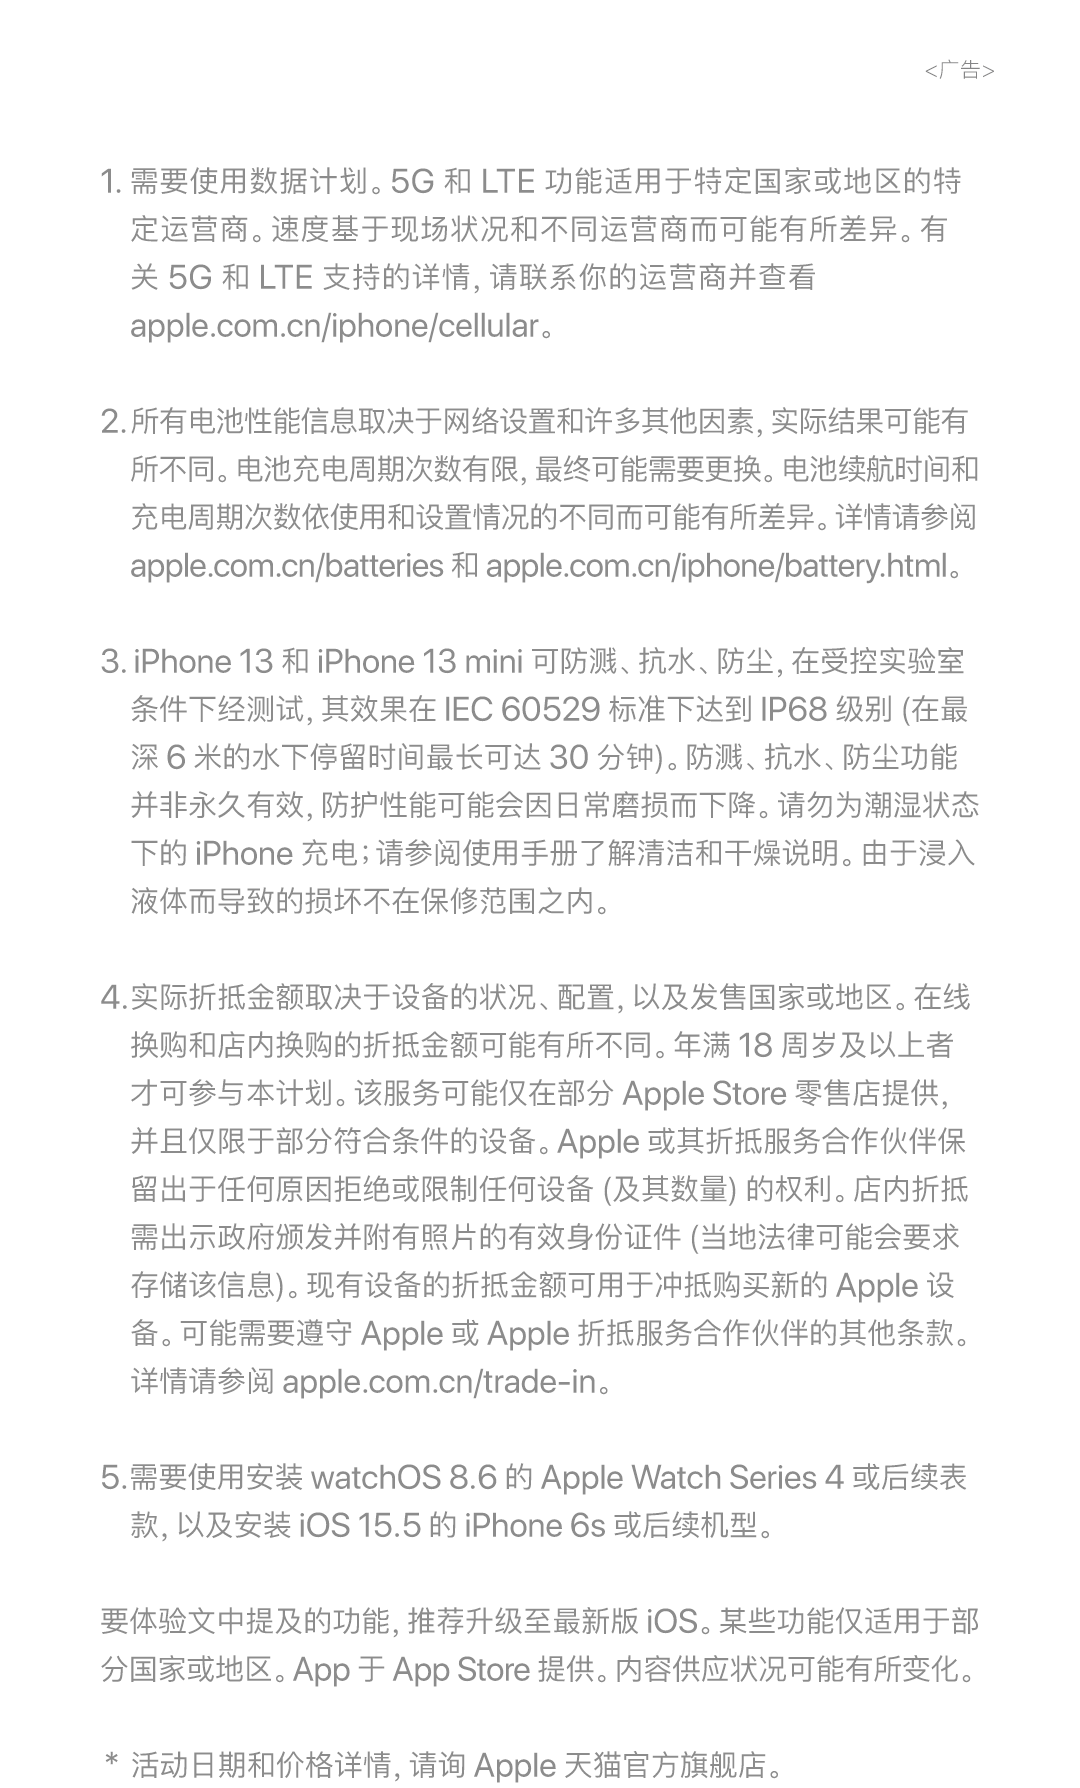 <广告>
1. 需要使用数据计划。5G 和 LTE 功能适用于特定国家或地区的特
定运营商。速度基于现场状况和不同运营商而可能有所差异。有
关 5G 和 LTE 支持的详情, 请联系你的运营商并查看
apple.com.cn/iphone/cellular。
2. 所有电池性能信息取决于网络设置和许多其他因素, 实际结果可能有
所不同。电池充电周期次数有限, 最终可能需要更换。电池续航时间和
充电周期次数依使用和设置情况的不同而可能有所差异。详情请参阅
apple.com.cn/batteries 和 apple.com.cn/iphone/battery.html。
3. iPhone 13 和 iPhone 13 mini 可防溅、抗水、防尘, 在受控实验室
条件下经测试, 其效果在 IEC 60529 标准下达到 IP68 级别 (在最
深 6 米的水下停留时间最长可达 30 分钟)。防溅、抗水、防尘功能
并非永久有效, 防护性能可能会因日常磨损而下降。请勿为潮湿状态
下的 iPhone 充电; 请参阅使用手册了解清洁和干燥说明。由于浸入
液体而导致的损坏不在保修范围之内。
4. 实际折抵金额取决于设备的状况、配置, 以及发售国家或地区。在线
换购和店内换购的折抵金额可能有所不同。年满 18 周岁及以上者
才可参与本计划。该服务可能仅在部分 Apple Store 零售店提供,
并且仅限于部分符合条件的设备。Apple 或其折抵服务合作伙伴保
留出于任何原因拒绝或限制任何设备 (及其数量) 的权利。店内折抵
需出示政府颁发并附有照片的有效身份证件 (当地法律可能会要求
存储该信息)。现有设备的折抵金额可用于冲抵购买新的 Apple 设
备。可能需要遵守 Apple 或 Apple 折抵服务合作伙伴的其他条款。
详情请参阅 apple.com.cn/trade-in。
5. 需要使用安装 watchOS 8.6 的 Apple Watch Series 4 或后续表
款, 以及安装 iOS 15.5 的 iPhone 6s 或后续机型。
要体验文中提及的功能, 推荐升级至最新版 iOS。某些功能仅适用于部
分国家或地区。App 于 App Store 提供。内容供应状况可能有所变化。
* 活动日期和价格详情, 请询 Apple 天猫官方旗舰店。